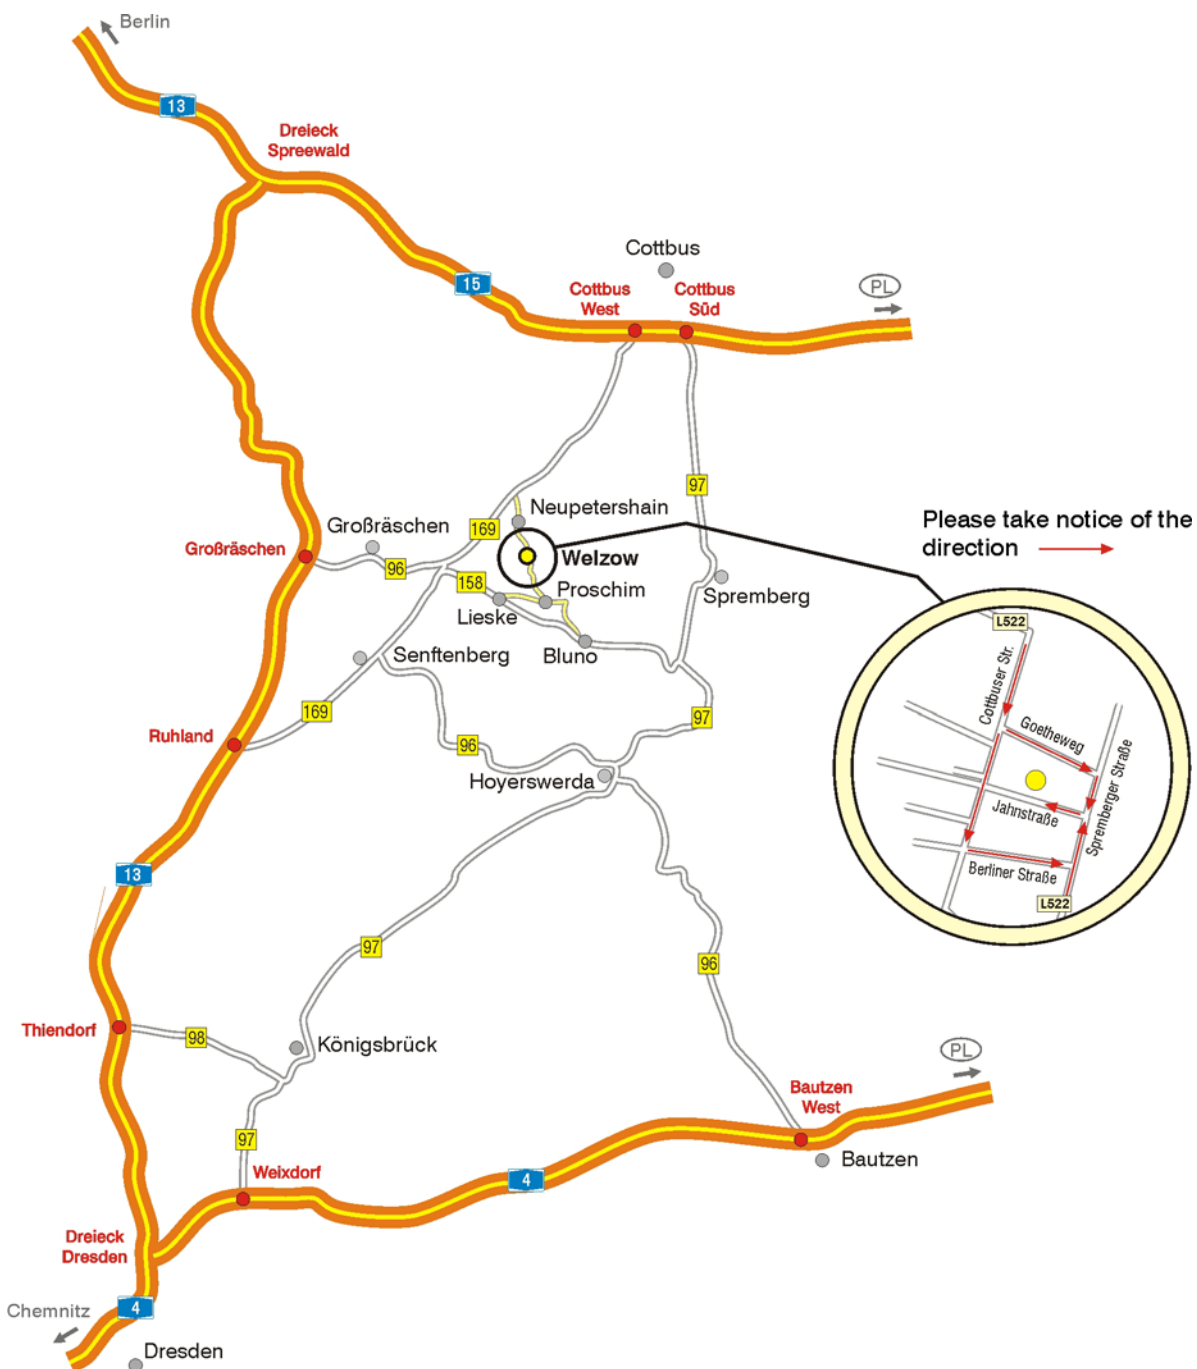 Berlin
13
Dreieck
Spreewald
Cottbus
15
Cottbus
West
Cottbus
Süd
PL
97
Neupetershain
169
Großräschen
Großräschen
96
Welzow
158
Proschim
Lieske
Spremberg
Bluno
Senftenberg
Please take notice of the
direction
L522
Cottbuser Str.
Goetheweg
Jahnstraße
Spremberger Straße
Berliner Straße
L522
169
97
Ruhland
96
Hoyerswerda
13
97
96
Thiendorf
98
Königsbrück
PL
Bautzen
West
97
Bautzen
Weixdorf
4
Dreieck
Dresden
Chemnitz
4
Dresden